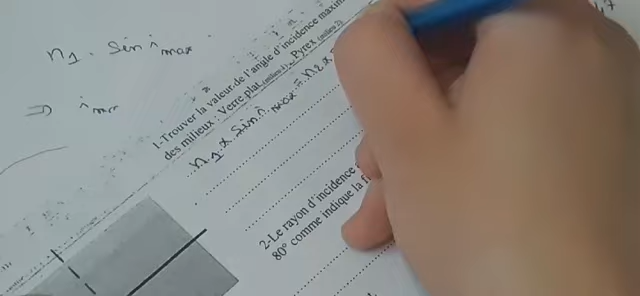 n1 . Sin i max
=> i max
1-Trouver la valeur de l'angle d'incidence maxim
des milieux : Verre plat (milieu 1), Pyrex (milieu 2).
n1 x Sin i max = n2 x
2-Le rayon d'incidence
80° comme indique la fi